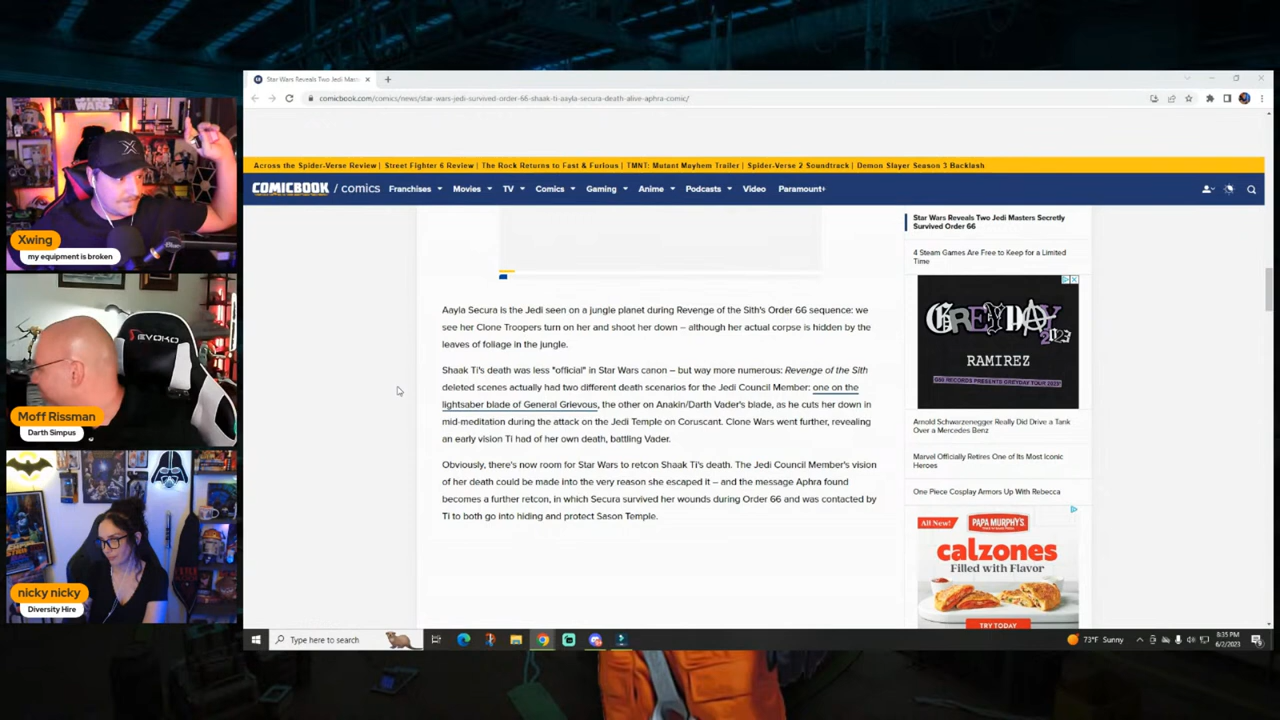 Star Wars Reveals Two Jedi Mas
comicbook.com/comics/news/star-wars-jedi-survived-order-66-shaak-ti-aayla-secura-death-alive-aphra-comic/
Across the Spider-Verse Review | Street Fighter 6 Review | The Rock Returns to Fast & Furious | TMNT: Mutant Mayhem Trailer | Spider-Verse 2 Soundtrack | Demon Slayer Season 3 Backlash
COMICBOOK / comics Franchises Movies TV Comics Gaming Anime Podcasts Video Paramount+
Aayla Secura is the Jedi seen on a jungle planet during Revenge of the Sith's Order 66 sequence: we
see her Clone Troopers turn on her and shoot her down – although her actual corpse is hidden by the
leaves of foliage in the jungle.
Shaak Ti's death was less "official" in Star Wars canon – but way more numerous: Revenge of the Sith
deleted scenes actually had two different death scenarios for the Jedi Council Member: one on the
lightsaber blade of General Grievous, the other on Anakin/Darth Vader's blade, as he cuts her down in
mid-meditation during the attack on the Jedi Temple on Coruscant. Clone Wars went further, revealing
an early vision Ti had of her own death, battling Vader.
Obviously, there's now room for Star Wars to retcon Shaak Ti's death. The Jedi Council Member's vision
of her death could be made into the very reason she escaped it – and the message Aphra found
becomes a further retcon, in which Secura survived her wounds during Order 66 and was contacted by
Ti to both go into hiding and protect Sason Temple.
Star Wars Reveals Two Jedi Masters Secretly
Survived Order 66
4 Steam Games Are Free to Keep for a Limited
Time
GREYDAY
2023
RAMIREZ
G59 RECORDS PRESENTS GREYDAY TOUR 2023
Arnold Schwarzenegger Really Did Drive a Tank
Over a Mercedes Benz
Marvel Officially Retires One of Its Most Iconic
Heroes
One Piece Cosplay Armors Up With Rebecca
All New!
PAPA MURPHY'S
calzones
Filled with Flavor
TRY TODAY
STAR WARS
X
Xwing
my equipment is broken
EVOKO
Moff Rissman
Darth Simpus
nicky nicky
Diversity Hire
Type here to search
73°F Sunny
8:35 PM
6/2/2023